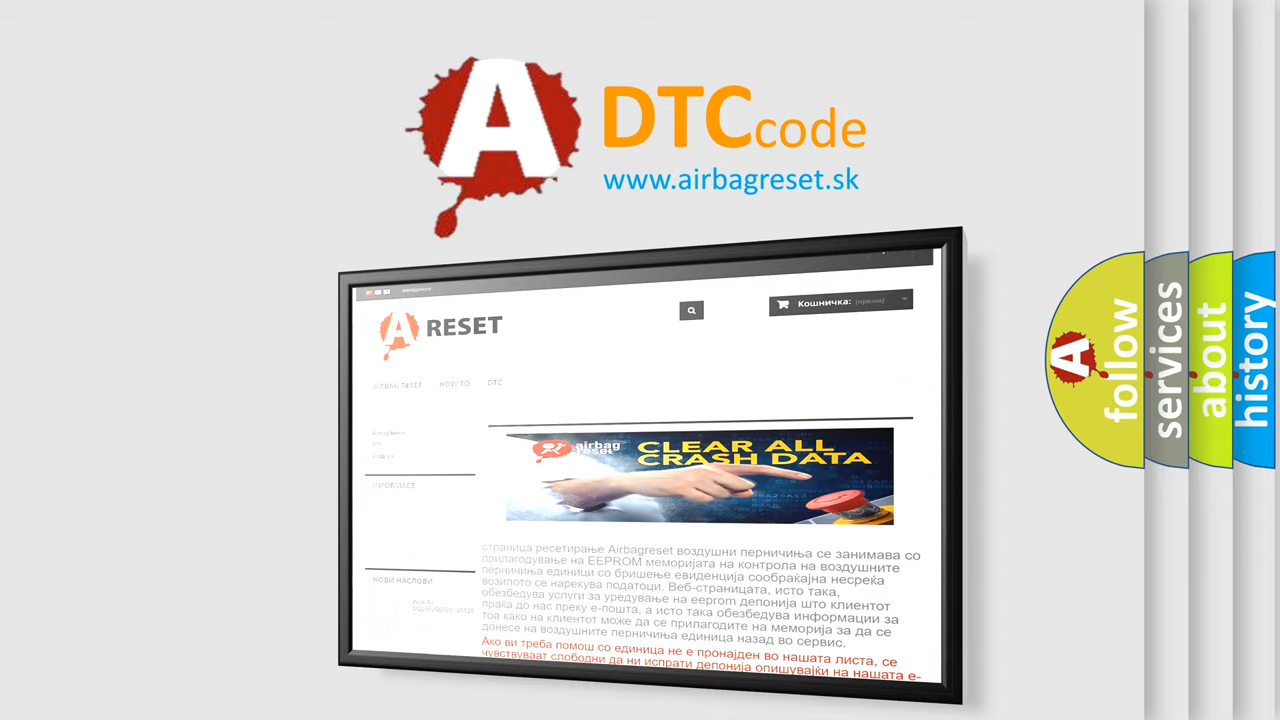 A
DTCcode
www.airbagreset.sk
A RESET
Кошничка: (празна)
AIRBAG RESET HOW TO DTC
INFORMACE
airbag
reset
CLEAR ALL
CRASH DATA
страница ресетирање Airbagreset воздушни перничиња се занимава со
прилагодување на EEPROM меморијата на контрола на воздушните
перничиња единици со бришење евиденција сообраќајна несреќа
возилото се нарекува податоци. Веб-страницата, исто така,
обезбедува услуги за уредување на eeprom депонија што клиентот
праќа до нас преку е-пошта, а исто така обезбедува информации за
тоа како на клиентот може да се прилагодите на меморија за да се
донесе на воздушните перничиња единица назад во сервис.
Ако ви треба помош со единица не е пронајден во нашата листа, се
чувствуваат слободни да ни испрати депонија опишувајќи на нашата е-
НОВИ НАСЛОВИ
A
follow
services
about
history